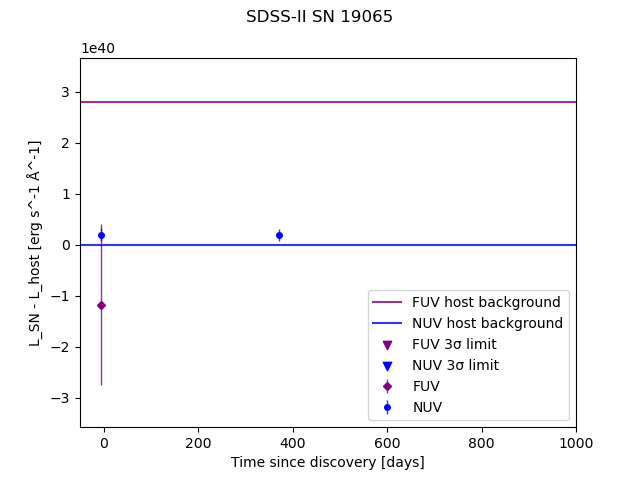 SDSS-II SN 19065
1e40
3
2
1
0
−1
−2
−3
L_SN - L_host [erg s^-1 Å^-1]
FUV host background
NUV host background
FUV 3σ limit
NUV 3σ limit
FUV
NUV
0 200 400 600 800 1000
Time since discovery [days]